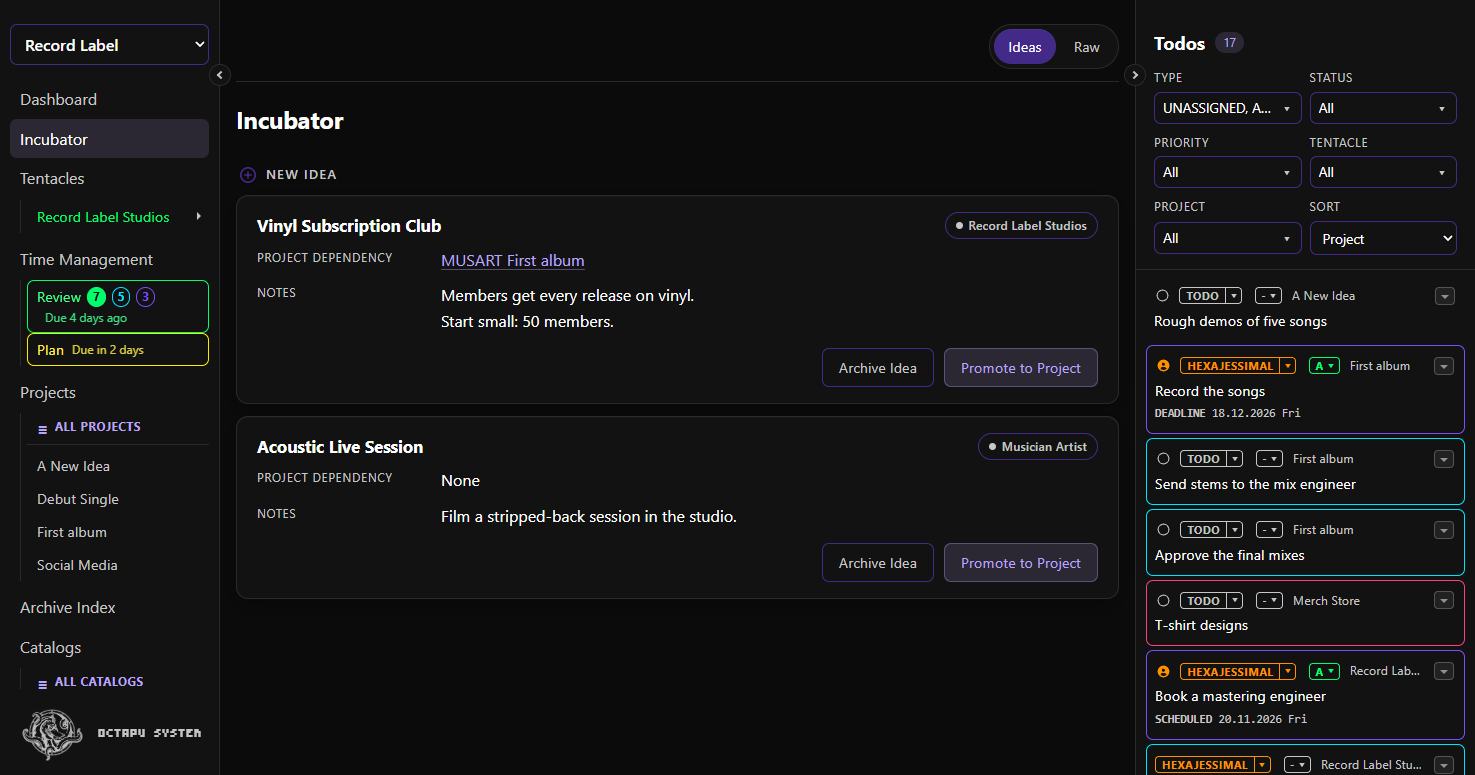 Record Label
Dashboard
Incubator
Tentacles
Record Label Studios
Time Management
Review 7 5 3
Due 4 days ago
Plan Due in 2 days
Projects
ALL PROJECTS
A New Idea
Debut Single
First album
Social Media
Archive Index
Catalogs
ALL CATALOGS
OCTAPU SYSTEM
Ideas Raw
Incubator
NEW IDEA
Vinyl Subscription Club
Record Label Studios
PROJECT DEPENDENCY MUSART First album
NOTES Members get every release on vinyl.
Start small: 50 members.
Archive Idea Promote to Project
Acoustic Live Session
Musician Artist
PROJECT DEPENDENCY None
NOTES Film a stripped-back session in the studio.
Archive Idea Promote to Project
Todos 17
TYPE STATUS
UNASSIGNED, A... All
PRIORITY TENTACLE
All All
PROJECT SORT
All Project
TODO - A New Idea
Rough demos of five songs
HEXAJESSIMAL A First album
Record the songs
DEADLINE 18.12.2026 Fri
TODO - First album
Send stems to the mix engineer
TODO - First album
Approve the final mixes
TODO - Merch Store
T-shirt designs
HEXAJESSIMAL A Record Lab...
Book a mastering engineer
SCHEDULED 20.11.2026 Fri
HEXAJESSIMAL - Record Label Stu...